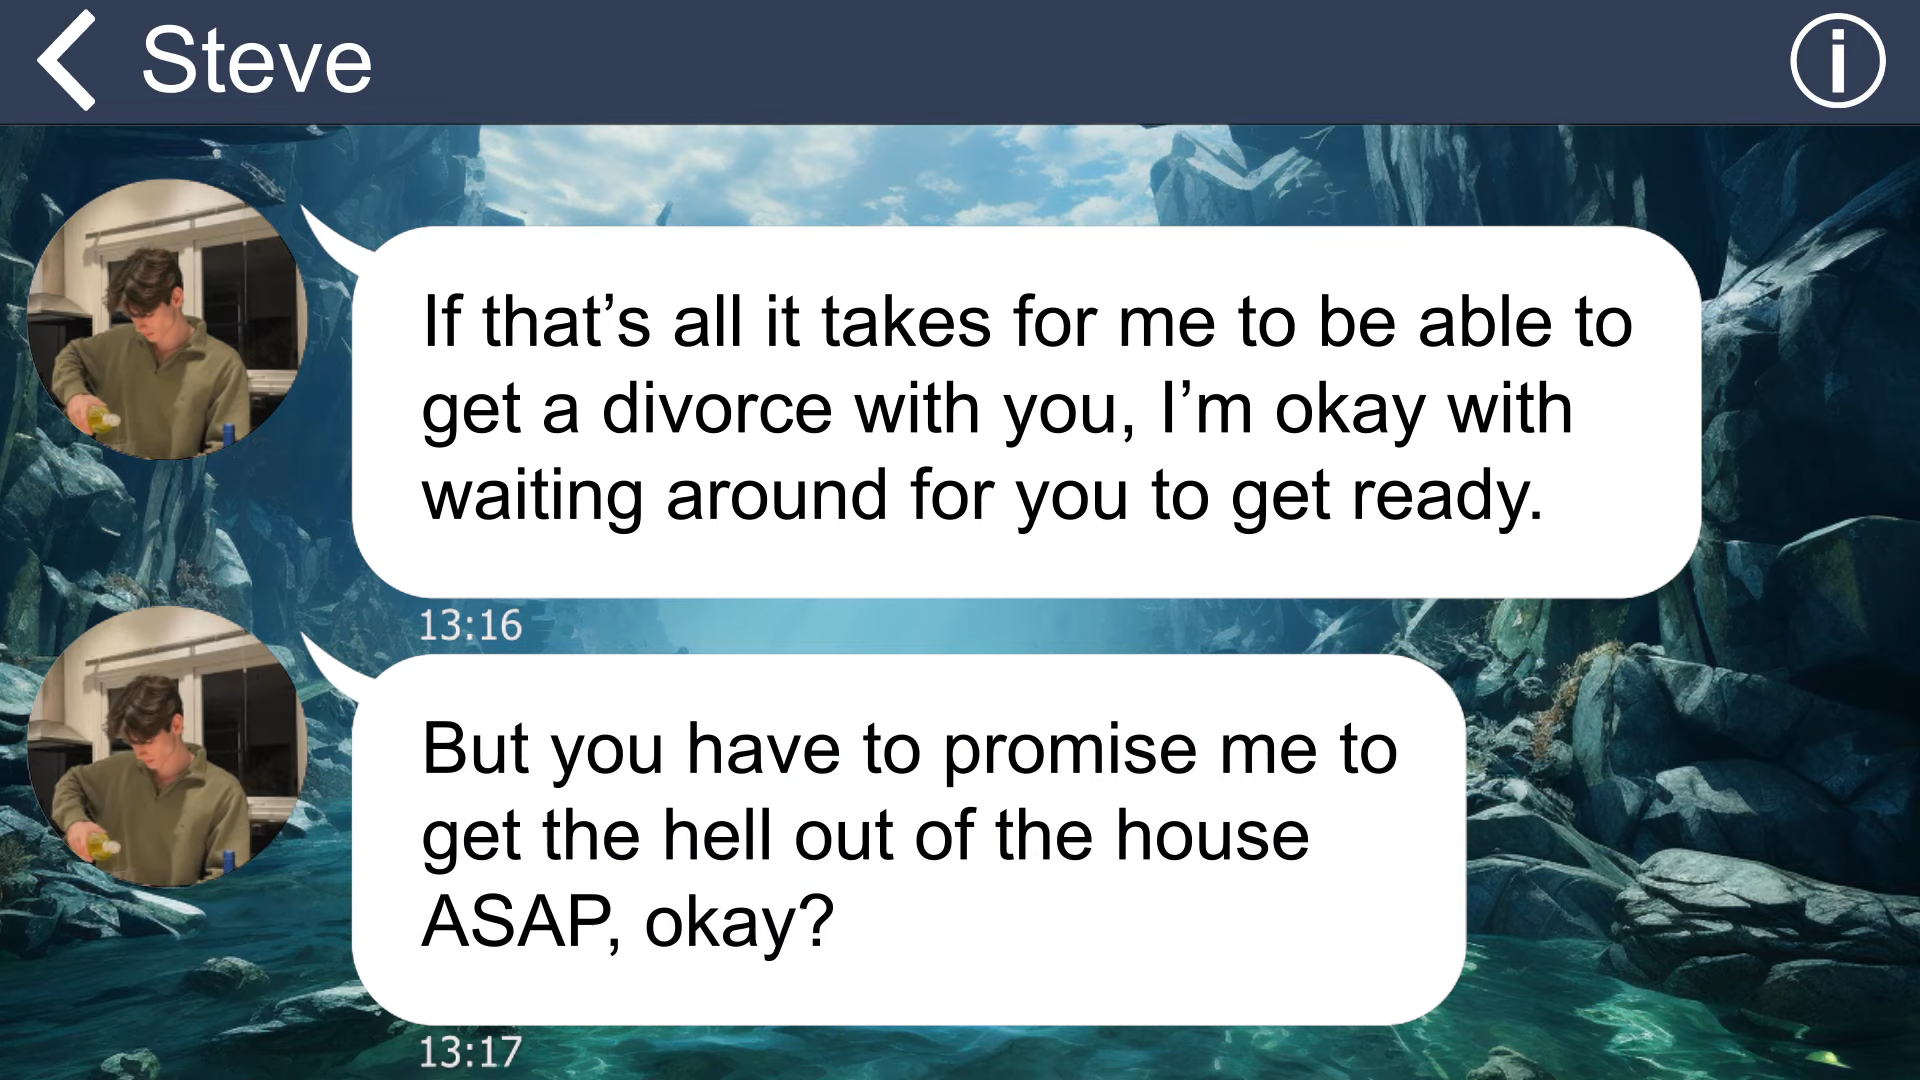 Steve
If that’s all it takes for me to be able to
get a divorce with you, I’m okay with
waiting around for you to get ready.
13:16
But you have to promise me to
get the hell out of the house
ASAP, okay?
13:17